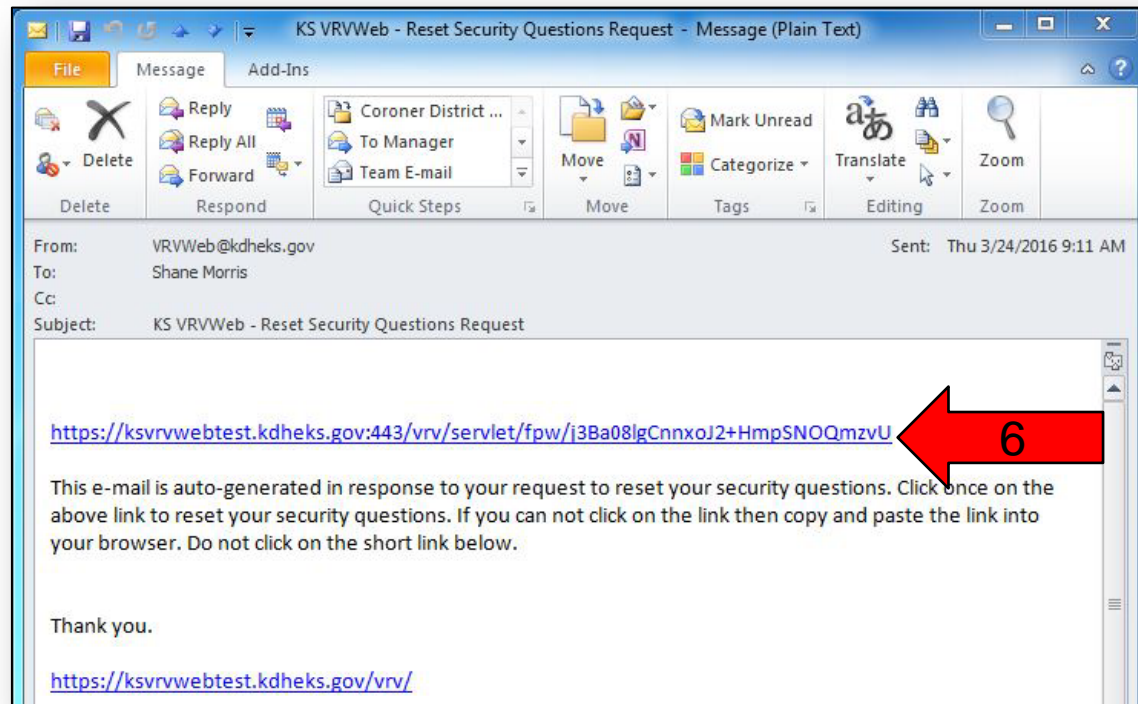 KS VRVWeb - Reset Security Questions Request - Message (Plain Text)
File Message Add-Ins
Delete
Reply
Reply All
Forward
Coroner District ...
To Manager
Team E-mail
Move
Mark Unread
Categorize
Translate
Zoom
Delete Respond Quick Steps Move Tags Editing Zoom
From: VRVWeb@kdheks.gov Sent: Thu 3/24/2016 9:11 AM
To: Shane Morris
Cc:
Subject: KS VRVWeb - Reset Security Questions Request
https://ksvrvwebtest.kdheks.gov:443/vrv/servlet/fpw/j3Ba08lgCnnxoJ2+HmpSNOQmzvU
6
This e-mail is auto-generated in response to your request to reset your security questions. Click once on the
above link to reset your security questions. If you can not click on the link then copy and paste the link into
your browser. Do not click on the short link below.
Thank you.
https://ksvrvwebtest.kdheks.gov/vrv/